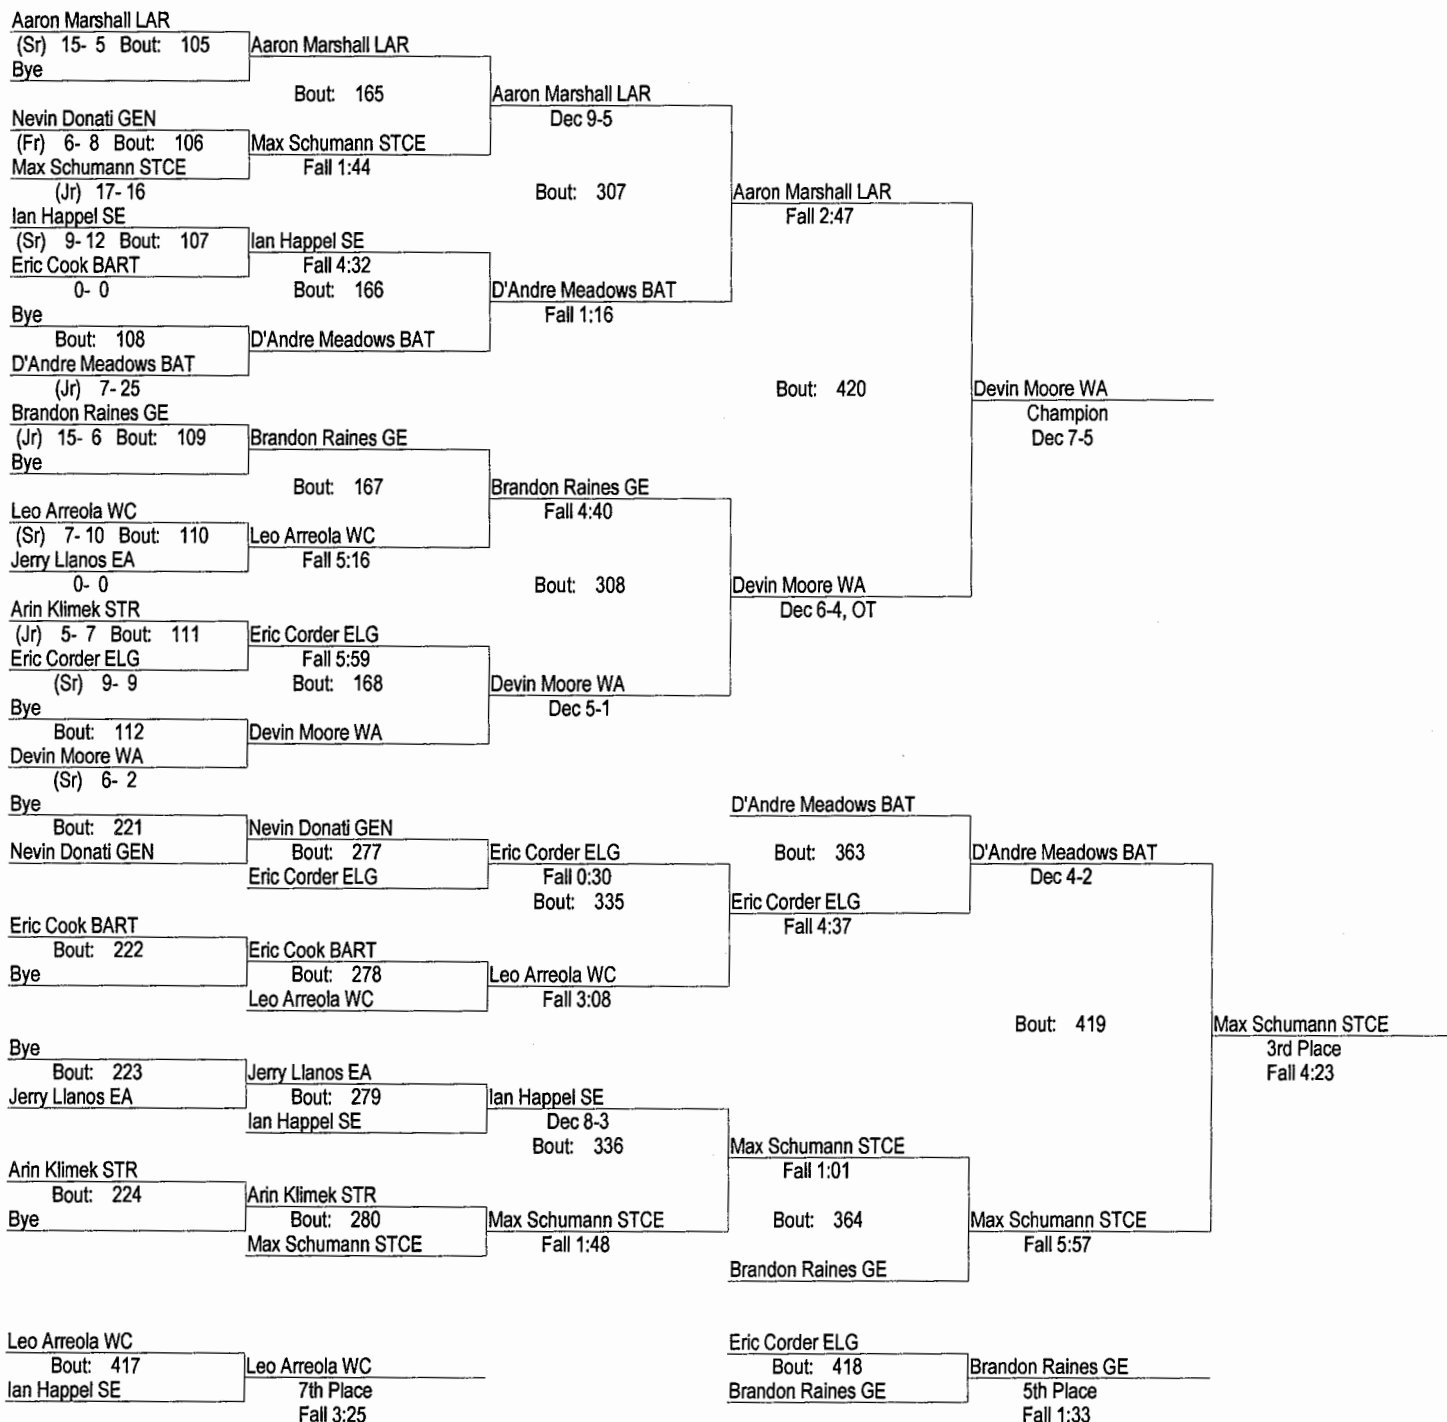 Aaron Marshall LAR
(Sr) 15- 5 Bout: 105
Aaron Marshall LAR
Bye
Bout: 165
Aaron Marshall LAR
Dec 9-5
Nevin Donati GEN
(Fr) 6- 8 Bout: 106
Max Schumann STCE
Max Schumann STCE
Fall 1:44
(Jr) 17- 16
Bout: 307
Aaron Marshall LAR
Fall 2:47
Ian Happel SE
(Sr) 9- 12 Bout: 107
Ian Happel SE
Eric Cook BART
Fall 4:32
0- 0
Bout: 166
D'Andre Meadows BAT
Fall 1:16
Bye
Bout: 108
D'Andre Meadows BAT
D'Andre Meadows BAT
(Jr) 7- 25
Bout: 420
Devin Moore WA
Champion
Dec 7-5
Brandon Raines GE
(Jr) 15- 6 Bout: 109
Brandon Raines GE
Bye
Bout: 167
Brandon Raines GE
Fall 4:40
Leo Arreola WC
(Sr) 7- 10 Bout: 110
Leo Arreola WC
Jerry Llanos EA
Fall 5:16
0- 0
Bout: 308
Devin Moore WA
Dec 6-4, OT
Arin Klimek STR
(Jr) 5- 7 Bout: 111
Eric Corder ELG
Eric Corder ELG
Fall 5:59
(Sr) 9- 9
Bout: 168
Devin Moore WA
Dec 5-1
Bye
Bout: 112
Devin Moore WA
Devin Moore WA
(Sr) 6- 2
Bye
Bout: 221
Nevin Donati GEN
Nevin Donati GEN
Bout: 277
Eric Corder ELG
Eric Corder ELG
Fall 0:30
Bout: 335
D'Andre Meadows BAT
Bout: 363
D'Andre Meadows BAT
Dec 4-2
Eric Corder ELG
Fall 4:37
Eric Cook BART
Bout: 222
Eric Cook BART
Bye
Bout: 278
Leo Arreola WC
Leo Arreola WC
Fall 3:08
Bout: 419
Max Schumann STCE
3rd Place
Fall 4:23
Bye
Bout: 223
Jerry Llanos EA
Jerry Llanos EA
Bout: 279
Ian Happel SE
Ian Happel SE
Dec 8-3
Bout: 336
Max Schumann STCE
Fall 1:01
Arin Klimek STR
Bout: 224
Arin Klimek STR
Bye
Bout: 280
Max Schumann STCE
Max Schumann STCE
Fall 1:48
Bout: 364
Max Schumann STCE
Fall 5:57
Brandon Raines GE
Leo Arreola WC
Bout: 417
Leo Arreola WC
Ian Happel SE
7th Place
Fall 3:25
Eric Corder ELG
Bout: 418
Brandon Raines GE
Brandon Raines GE
5th Place
Fall 1:33